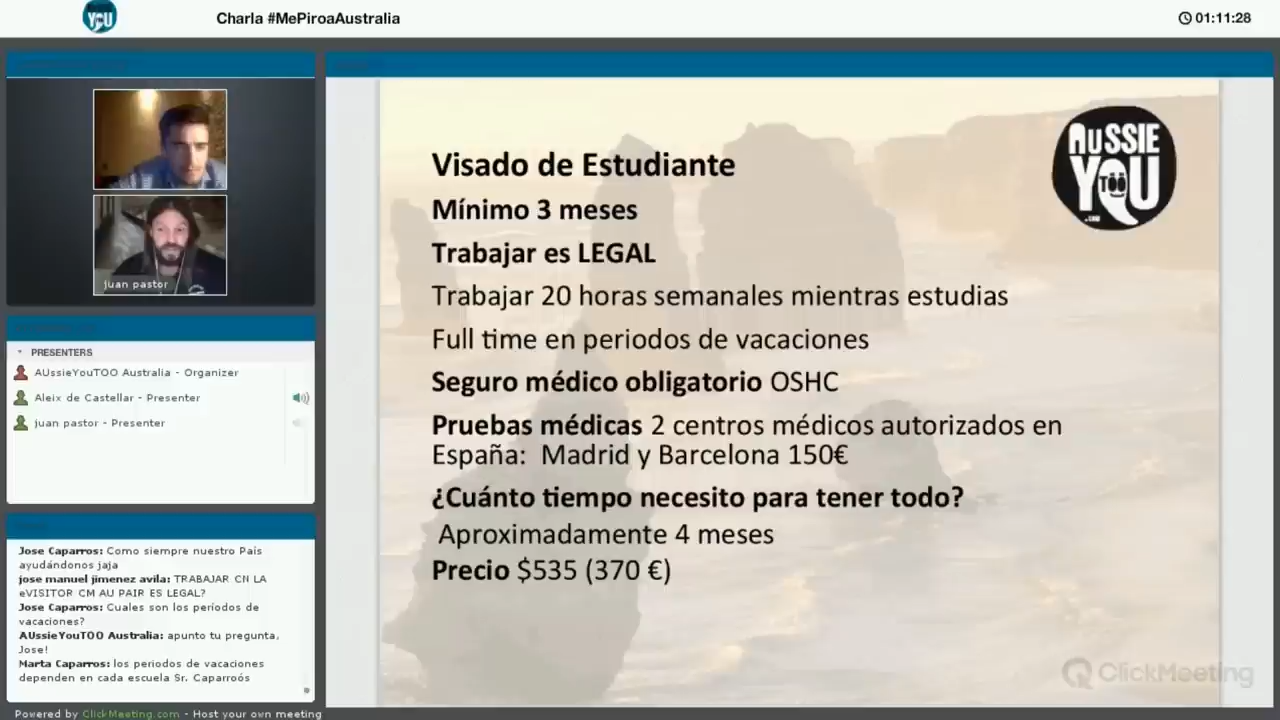 YOU
Charla #MePiroaAustralia
01:11:28
juan pastor
PRESENTERS
AUssieYouTOO Australia - Organizer
Aleix de Castellar - Presenter
juan pastor - Presenter
Jose Caparros: Como siempre nuestro País
ayudándonos jaja
jose manuel jimenez avila: TRABAJAR CN LA
eVISITOR CM AU PAIR ES LEGAL?
Jose Caparros: Cuales son los períodos de
vacaciones?
AUssieYouTOO Australia: apunto tu pregunta,
Jose!
Marta Caparros: los periodos de vacaciones
dependen en cada escuela Sr. Caparroós
Powered by ClickMeeting.com - Host your own meeting
AUSSIE
YOU
TÖÖ
.COM
Visado de Estudiante
Mínimo 3 meses
Trabajar es LEGAL
Trabajar 20 horas semanales mientras estudias
Full time en periodos de vacaciones
Seguro médico obligatorio OSHC
Pruebas médicas 2 centros médicos autorizados en
España: Madrid y Barcelona 150€
¿Cuánto tiempo necesito para tener todo?
Aproximadamente 4 meses
Precio $535 (370 €)
ClickMeeting